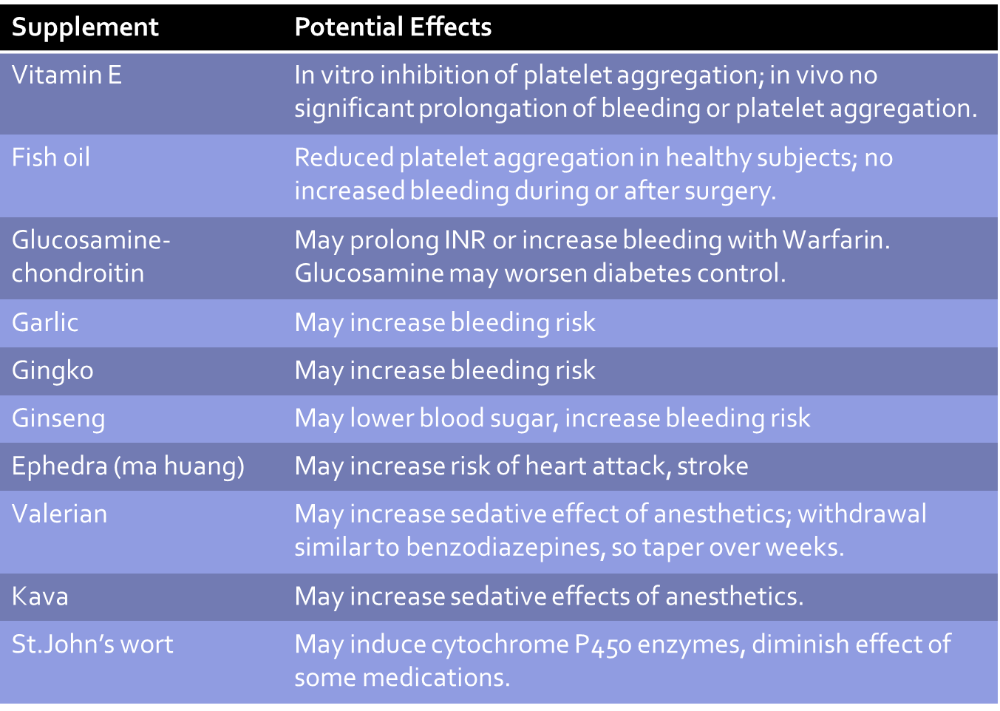 Supplement Potential Effects
Vitamin E In vitro inhibition of platelet aggregation; in vivo no
significant prolongation of bleeding or platelet aggregation.
Fish oil Reduced platelet aggregation in healthy subjects; no
increased bleeding during or after surgery.
Glucosamine- May prolong INR or increase bleeding with Warfarin.
chondroitin Glucosamine may worsen diabetes control.
Garlic May increase bleeding risk
Gingko May increase bleeding risk
Ginseng May lower blood sugar, increase bleeding risk
Ephedra (ma huang) May increase risk of heart attack, stroke
Valerian May increase sedative effect of anesthetics; withdrawal
similar to benzodiazepines, so taper over weeks.
Kava May increase sedative effects of anesthetics.
St.John’s wort May induce cytochrome P450 enzymes, diminish effect of
some medications.